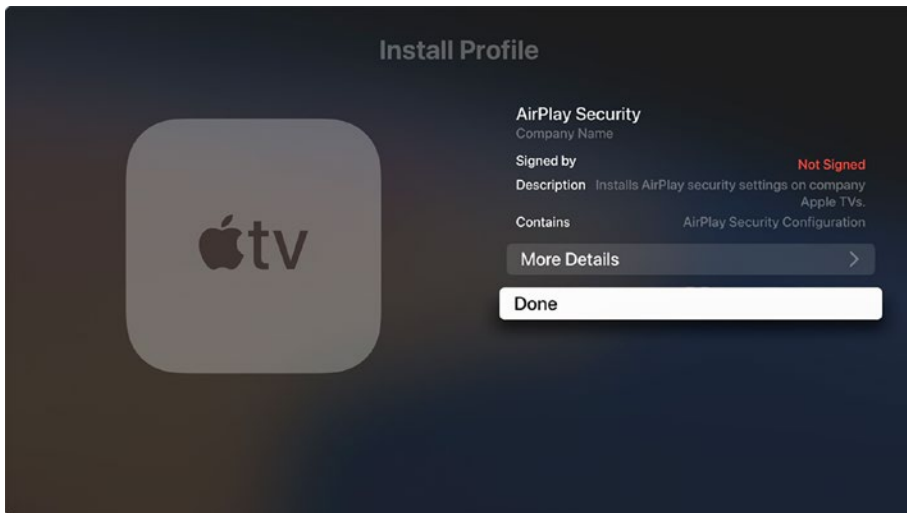 Install Profile
AirPlay Security
Company Name
Signed by Not Signed
Description Installs AirPlay security settings on company
Apple TVs.
Contains AirPlay Security Configuration
More Details
Done
tv